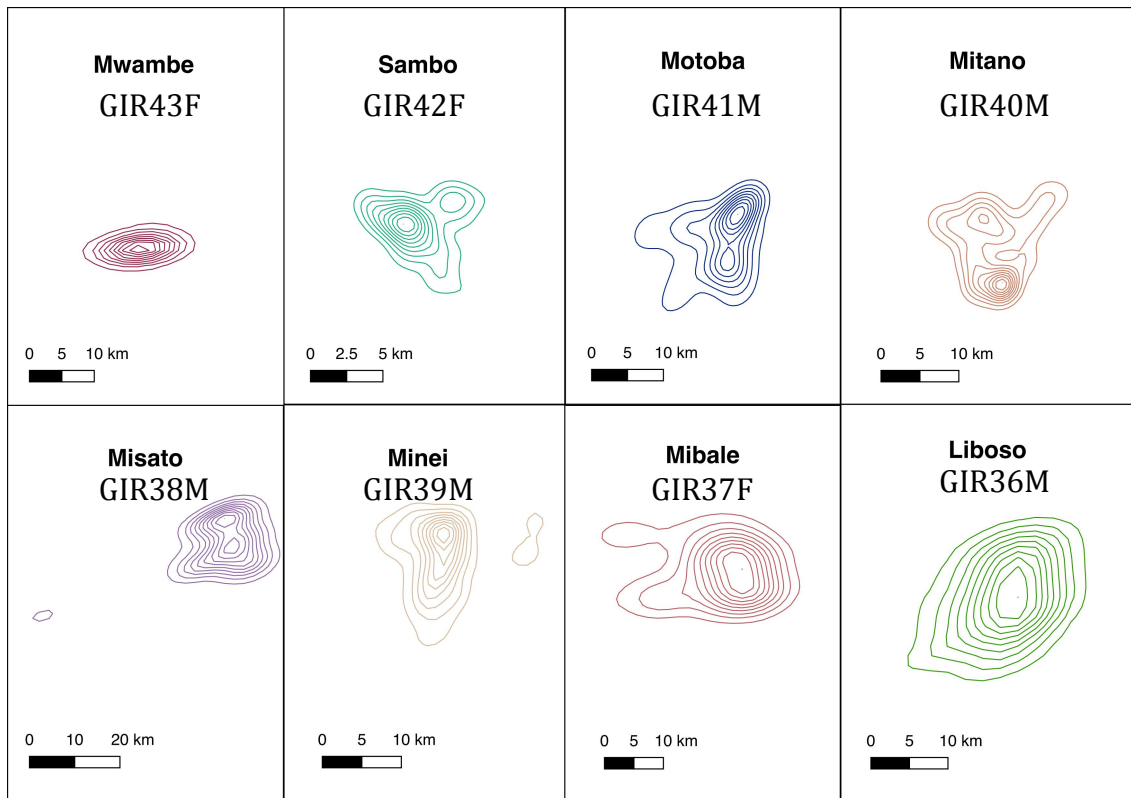 Mwambe
GIR43F
0 5 10 km
Sambo
GIR42F
0 2.5 5 km
Motoba
GIR41M
0 5 10 km
Mitano
GIR40M
0 5 10 km
Misato
GIR38M
0 10 20 km
Minei
GIR39M
0 5 10 km
Mibale
GIR37F
0 5 10 km
Liboso
GIR36M
0 5 10 km